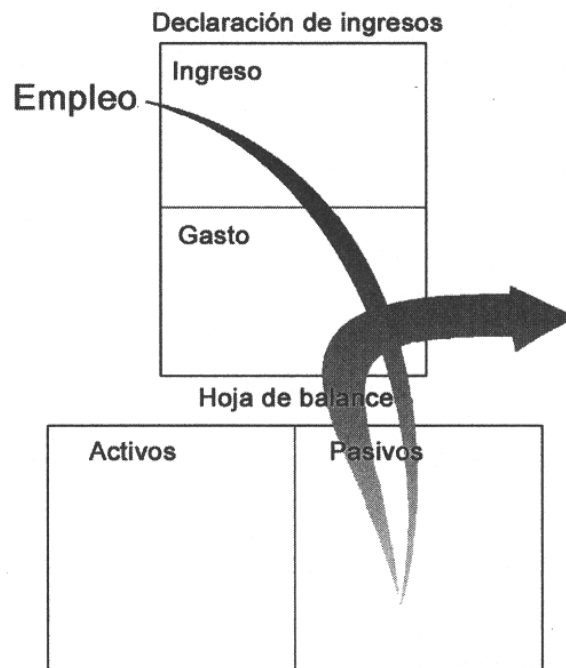 Declaración de ingresos
Ingreso
Empleo
Gasto
Hoja de balance
Activos
Pasivos